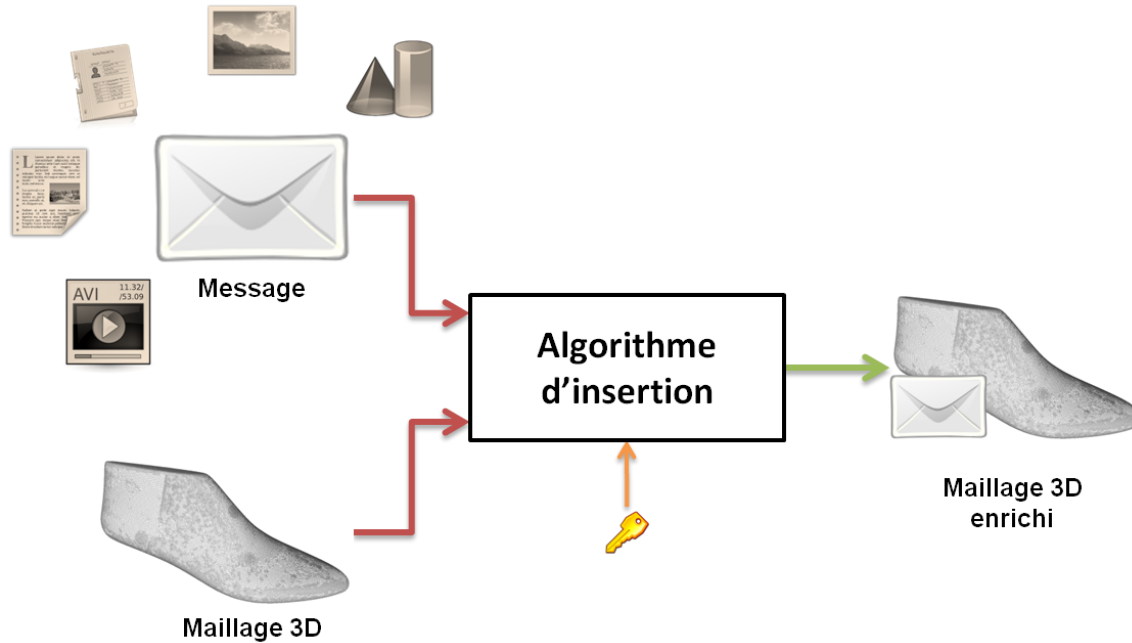 AVI
11.32/
/53.09
Message
Algorithme
d'insertion
Maillage 3D
Maillage 3D
enrichi